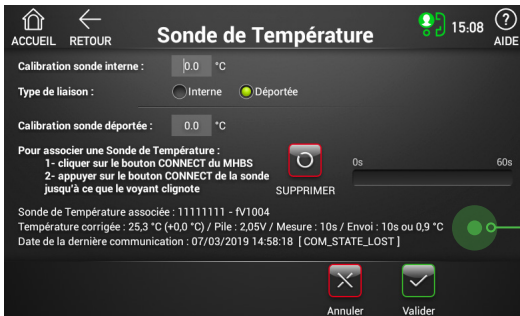 ACCUEIL
RETOUR
Sonde de Température
15:08
?
AIDE
Calibration sonde interne :
0.0 °C
Type de liaison :
Interne
Déportée
Calibration sonde déportée :
0.0 °C
Pour associer une Sonde de Température :
1- cliquer sur le bouton CONNECT du MHBS
2- appuyer sur le bouton CONNECT de la sonde
jusqu'à ce que le voyant clignote
SUPPRIMER
0s
60s
Sonde de Température associée : 11111111 - fV1004
Température corrigée : 25,3 °C (+0,0 °C) / Pile : 2,05V / Mesure : 10s / Envoi : 10s ou 0,9 °C
Date de la dernière communication : 07/03/2019 14:58:18 [ COM_STATE_LOST ]
Annuler
Valider